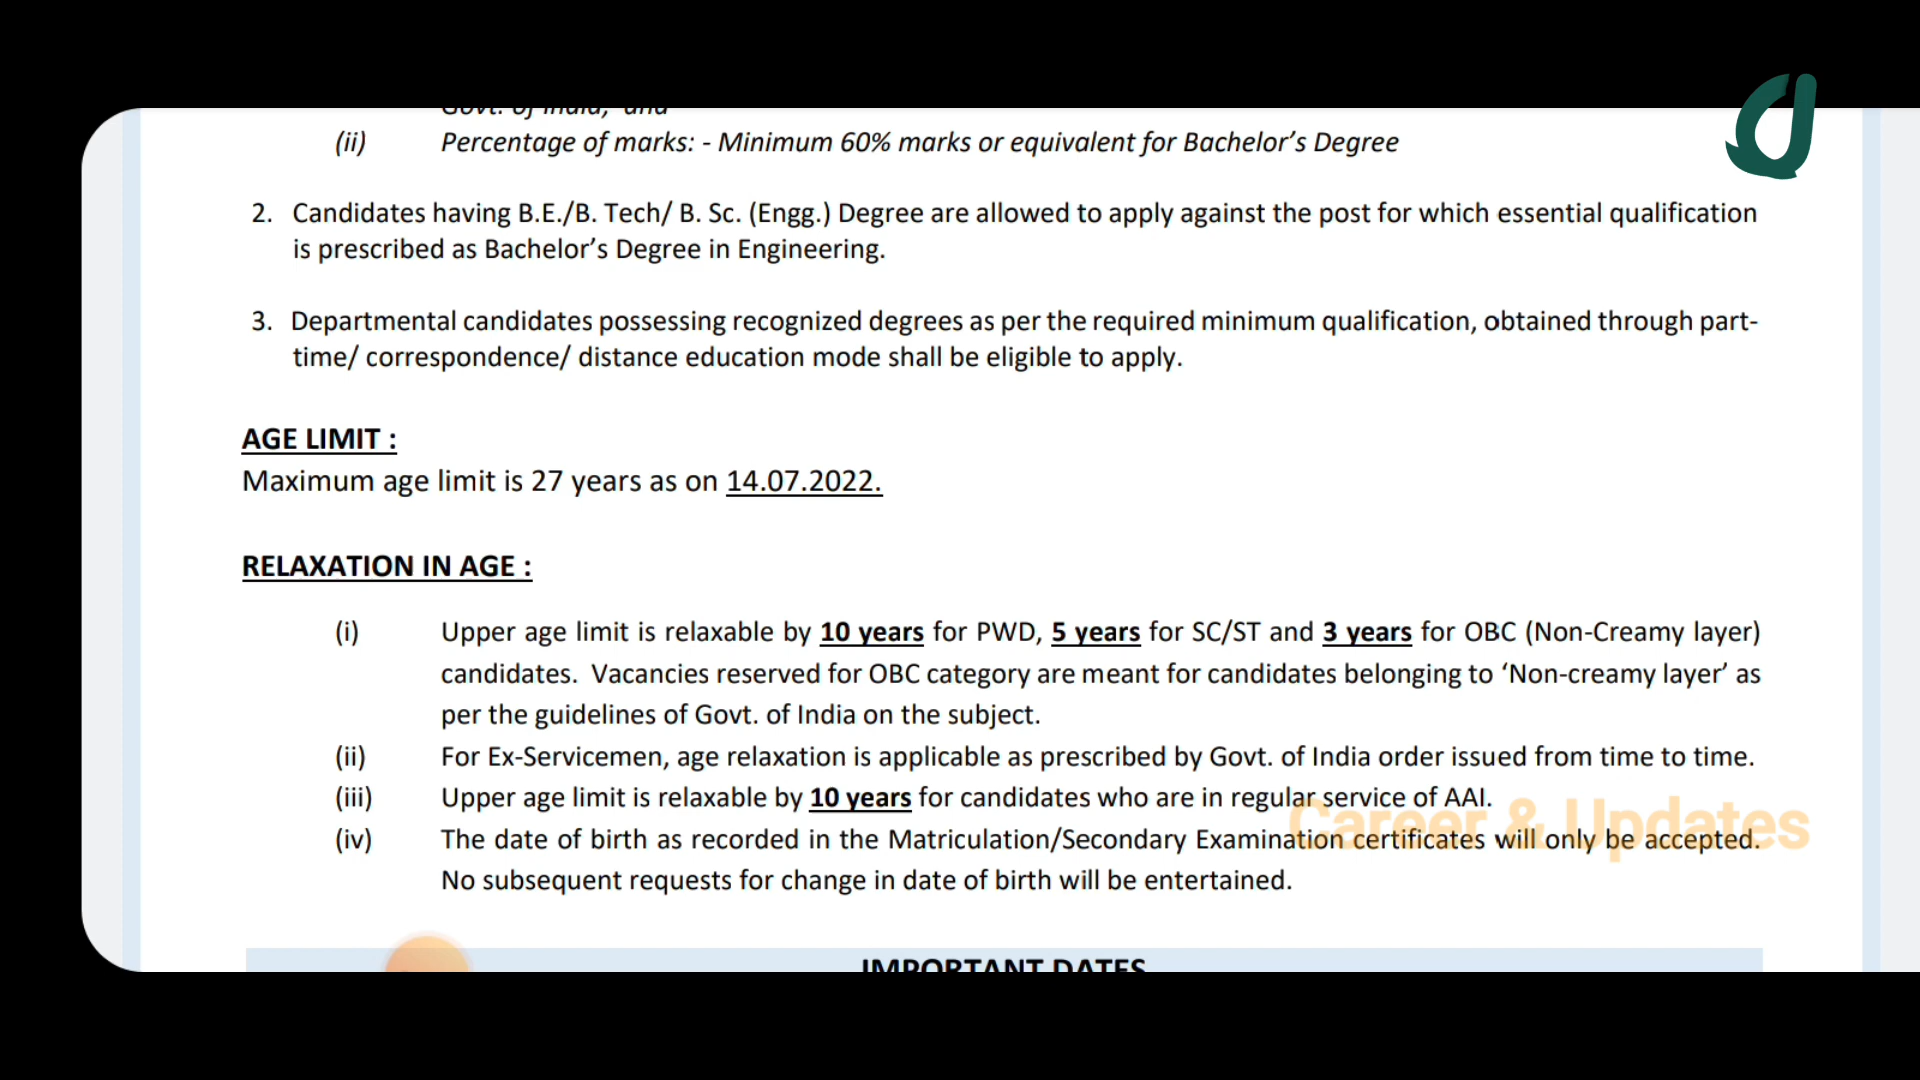 Govt. of India; and
(ii) Percentage of marks: - Minimum 60% marks or equivalent for Bachelor’s Degree
2. Candidates having B.E./B. Tech/ B. Sc. (Engg.) Degree are allowed to apply against the post for which essential qualification
is prescribed as Bachelor’s Degree in Engineering.
3. Departmental candidates possessing recognized degrees as per the required minimum qualification, obtained through part-
time/ correspondence/ distance education mode shall be eligible to apply.
AGE LIMIT :
Maximum age limit is 27 years as on 14.07.2022.
RELAXATION IN AGE :
(i) Upper age limit is relaxable by 10 years for PWD, 5 years for SC/ST and 3 years for OBC (Non-Creamy layer)
candidates. Vacancies reserved for OBC category are meant for candidates belonging to ‘Non-creamy layer’ as
per the guidelines of Govt. of India on the subject.
(ii) For Ex-Servicemen, age relaxation is applicable as prescribed by Govt. of India order issued from time to time.
(iii) Upper age limit is relaxable by 10 years for candidates who are in regular service of AAI.
Career & Updates
(iv) The date of birth as recorded in the Matriculation/Secondary Examination certificates will only be accepted.
No subsequent requests for change in date of birth will be entertained.
IMPORTANT DATES